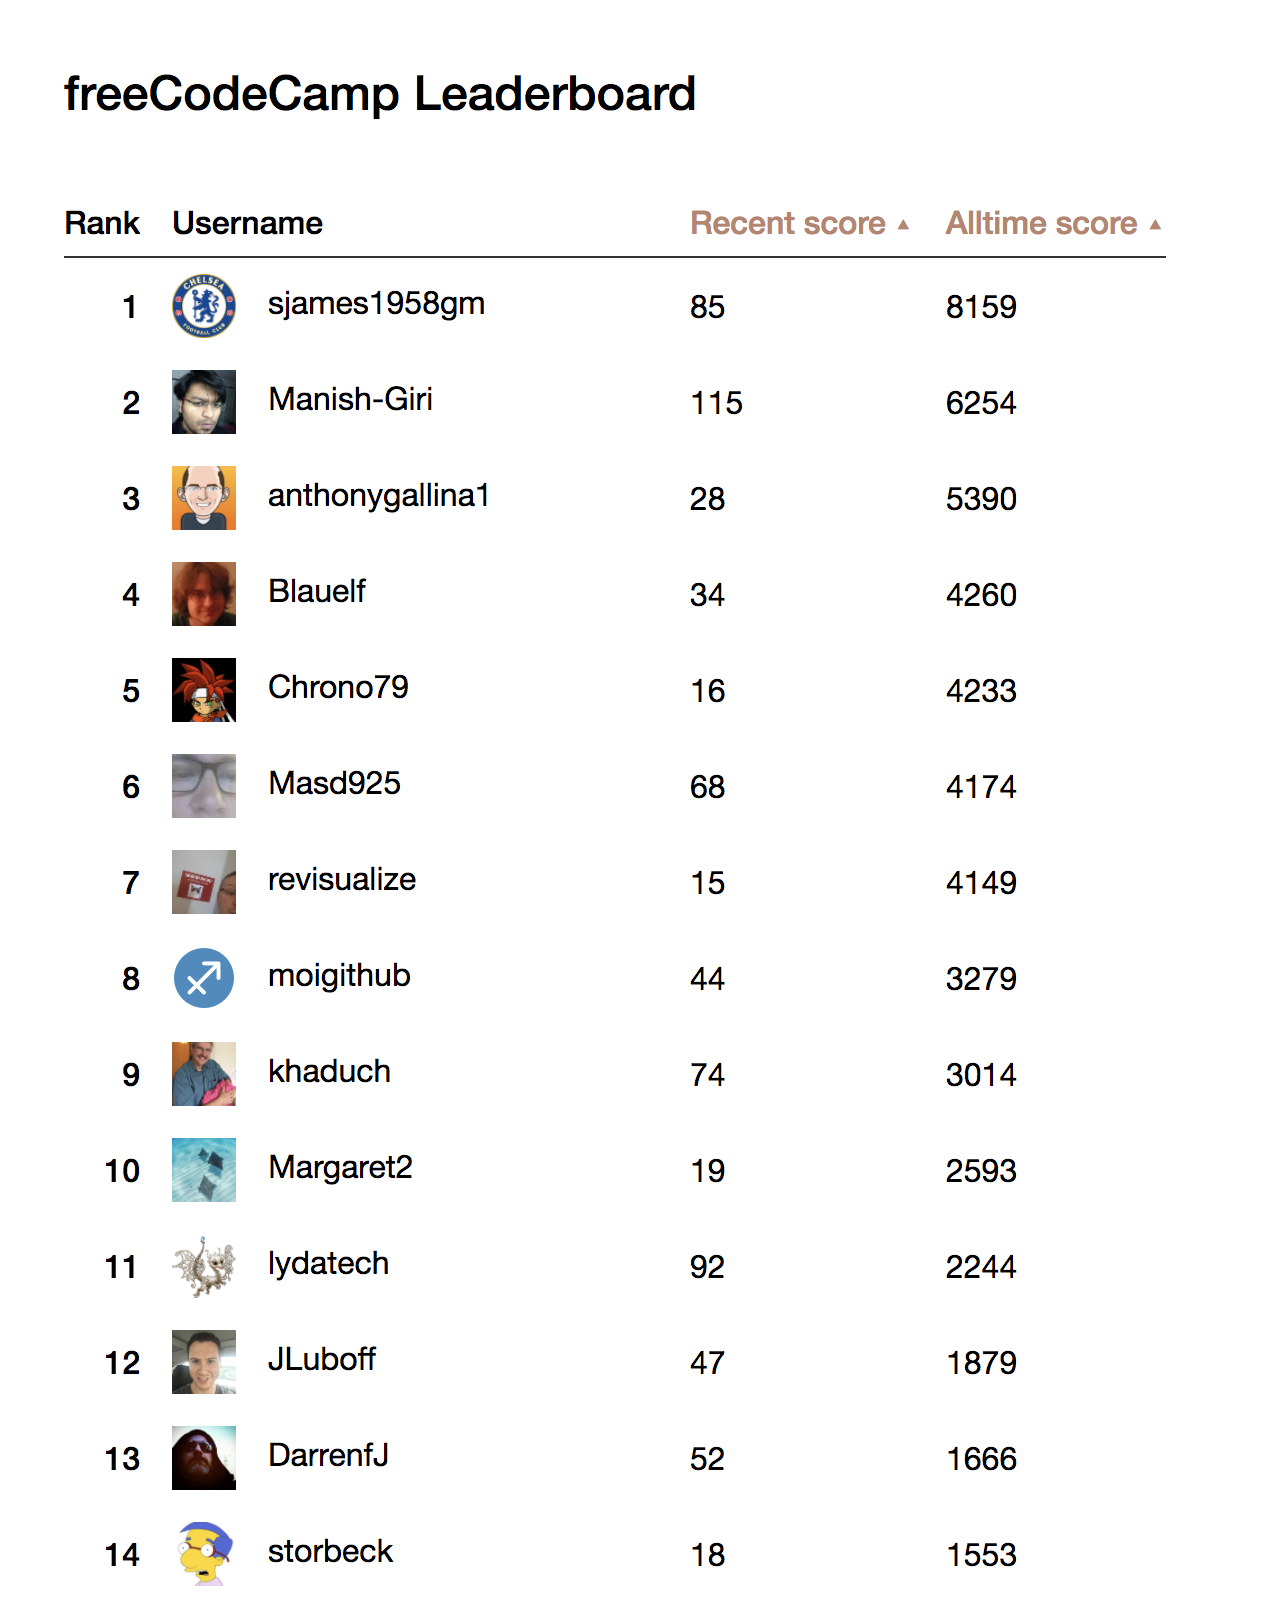 freeCodeCamp Leaderboard
Rank Username Recent score ▲ Alltime score ▲
CHELSEA FOOTBALL CLUB
1 sjames1958gm 85 8159
2 Manish-Giri 115 6254
3 anthonygallina1 28 5390
4 Blauelf 34 4260
5 Chrono79 16 4233
6 Masd925 68 4174
7 revisualize 15 4149
8 moigithub 44 3279
9 khaduch 74 3014
10 Margaret2 19 2593
11 lydatech 92 2244
12 JLuboff 47 1879
13 DarrenfJ 52 1666
14 storbeck 18 1553